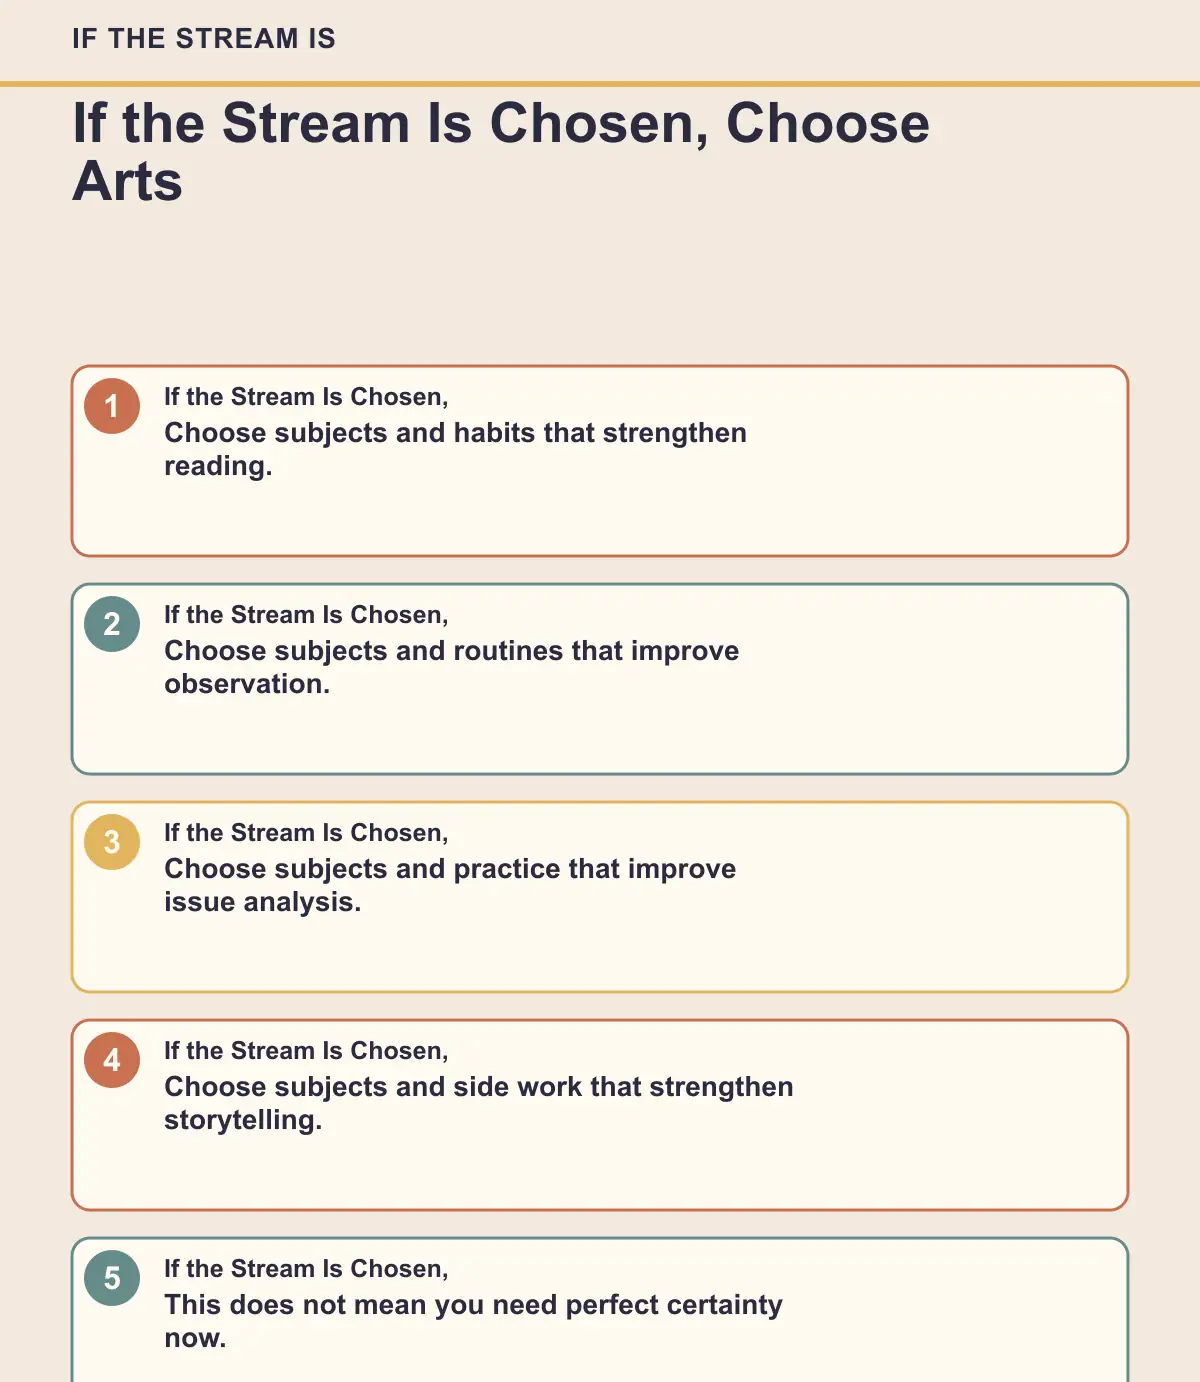 IF THE STREAM IS
If the Stream Is Chosen, Choose
Arts
1
If the Stream Is Chosen,
Choose subjects and habits that strengthen
reading.
2
If the Stream Is Chosen,
Choose subjects and routines that improve
observation.
3
If the Stream Is Chosen,
Choose subjects and practice that improve
issue analysis.
4
If the Stream Is Chosen,
Choose subjects and side work that strengthen
storytelling.
5
If the Stream Is Chosen,
This does not mean you need perfect certainty
now.